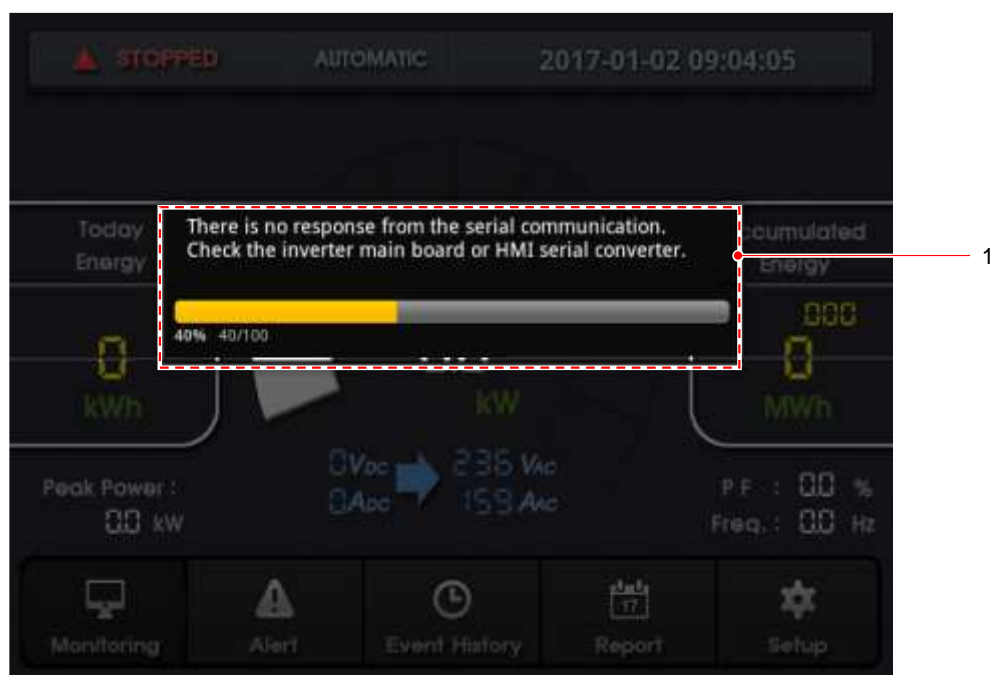 STOPPED AUTOMATIC 2017-01-02 09:04:05
Today
Energy
There is no response from the serial communication.
Check the inverter main board or HMI serial converter.
40% 40/100
ccumulated
Energy
1
000
0
kWh
kW
0
MWh
0VDC 236 VAC
0ADC 159 AAC
Peak Power :
0.0 kW
P F : 0.0 %
Freq. : 0.0 Hz
17
Monitoring Alert Event History Report Setup